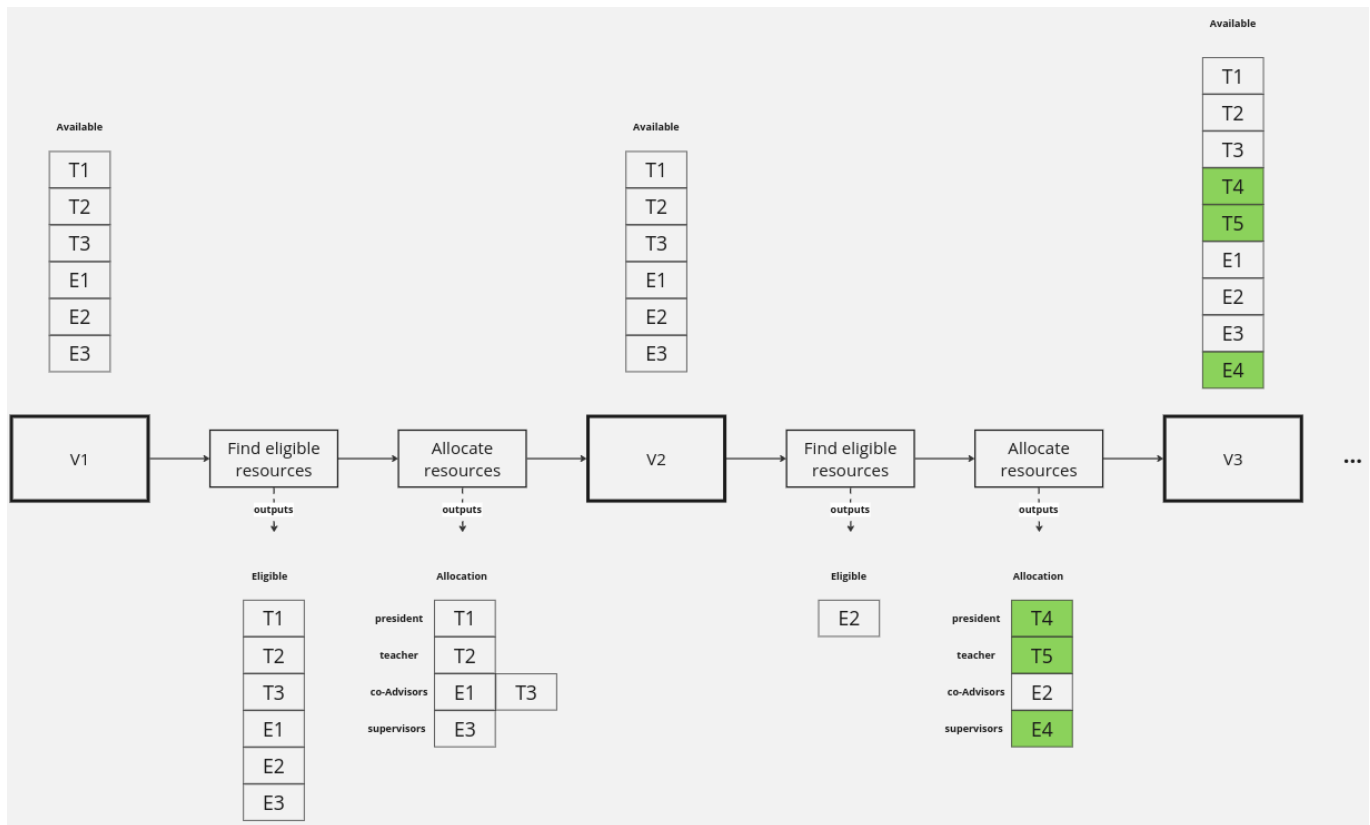 Available
T1
T2
T3
E1
E2
E3
Available
T1
T2
T3
E1
E2
E3
Available
T1
T2
T3
T4
T5
E1
E2
E3
E4
V1
Find eligible
resources
Allocate
resources
V2
Find eligible
resources
Allocate
resources
V3
...
outputs
outputs
outputs
outputs
Eligible
T1
T2
T3
E1
E2
E3
Allocation
president T1
teacher T2
co-Advisors E1 T3
supervisors E3
Eligible
E2
Allocation
president T4
teacher T5
co-Advisors E2
supervisors E4